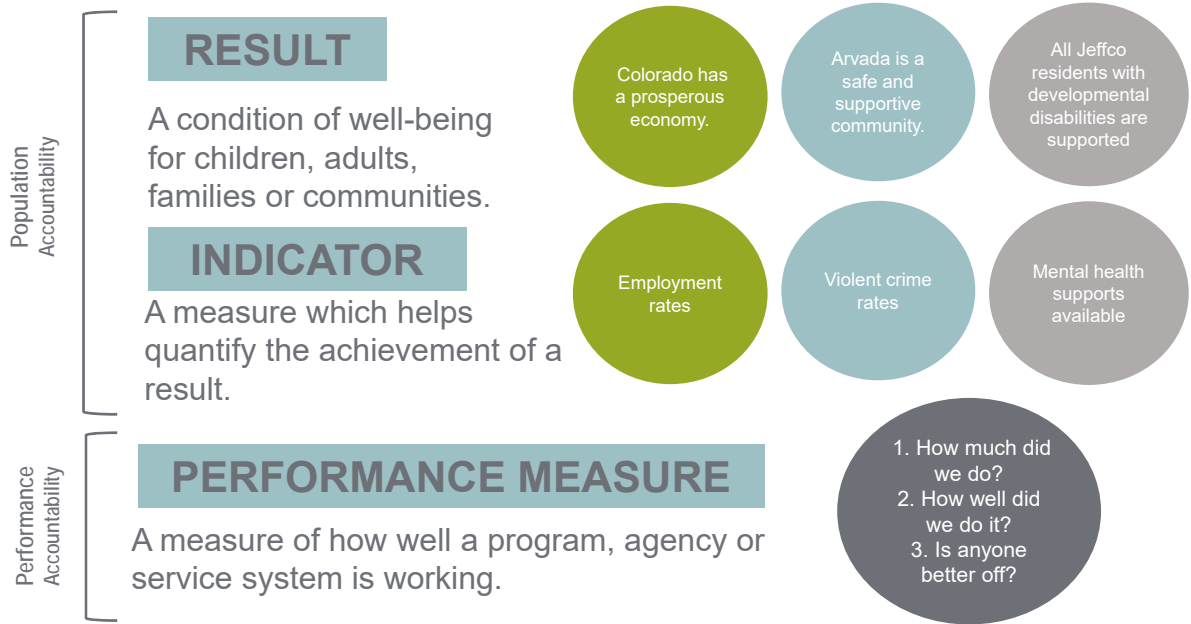 Population
Accountability
RESULT
A condition of well-being
for children, adults,
families or communities.
Colorado has
a prosperous
economy.
Arvada is a
safe and
supportive
community.
All Jeffco
residents with
developmental
disabilities are
supported
INDICATOR
A measure which helps
quantify the achievement of a
result.
Employment
rates
Violent crime
rates
Mental health
supports
available
Performance
Accountability
PERFORMANCE MEASURE
A measure of how well a program, agency or
service system is working.
1. How much did
we do?
2. How well did
we do it?
3. Is anyone
better off?